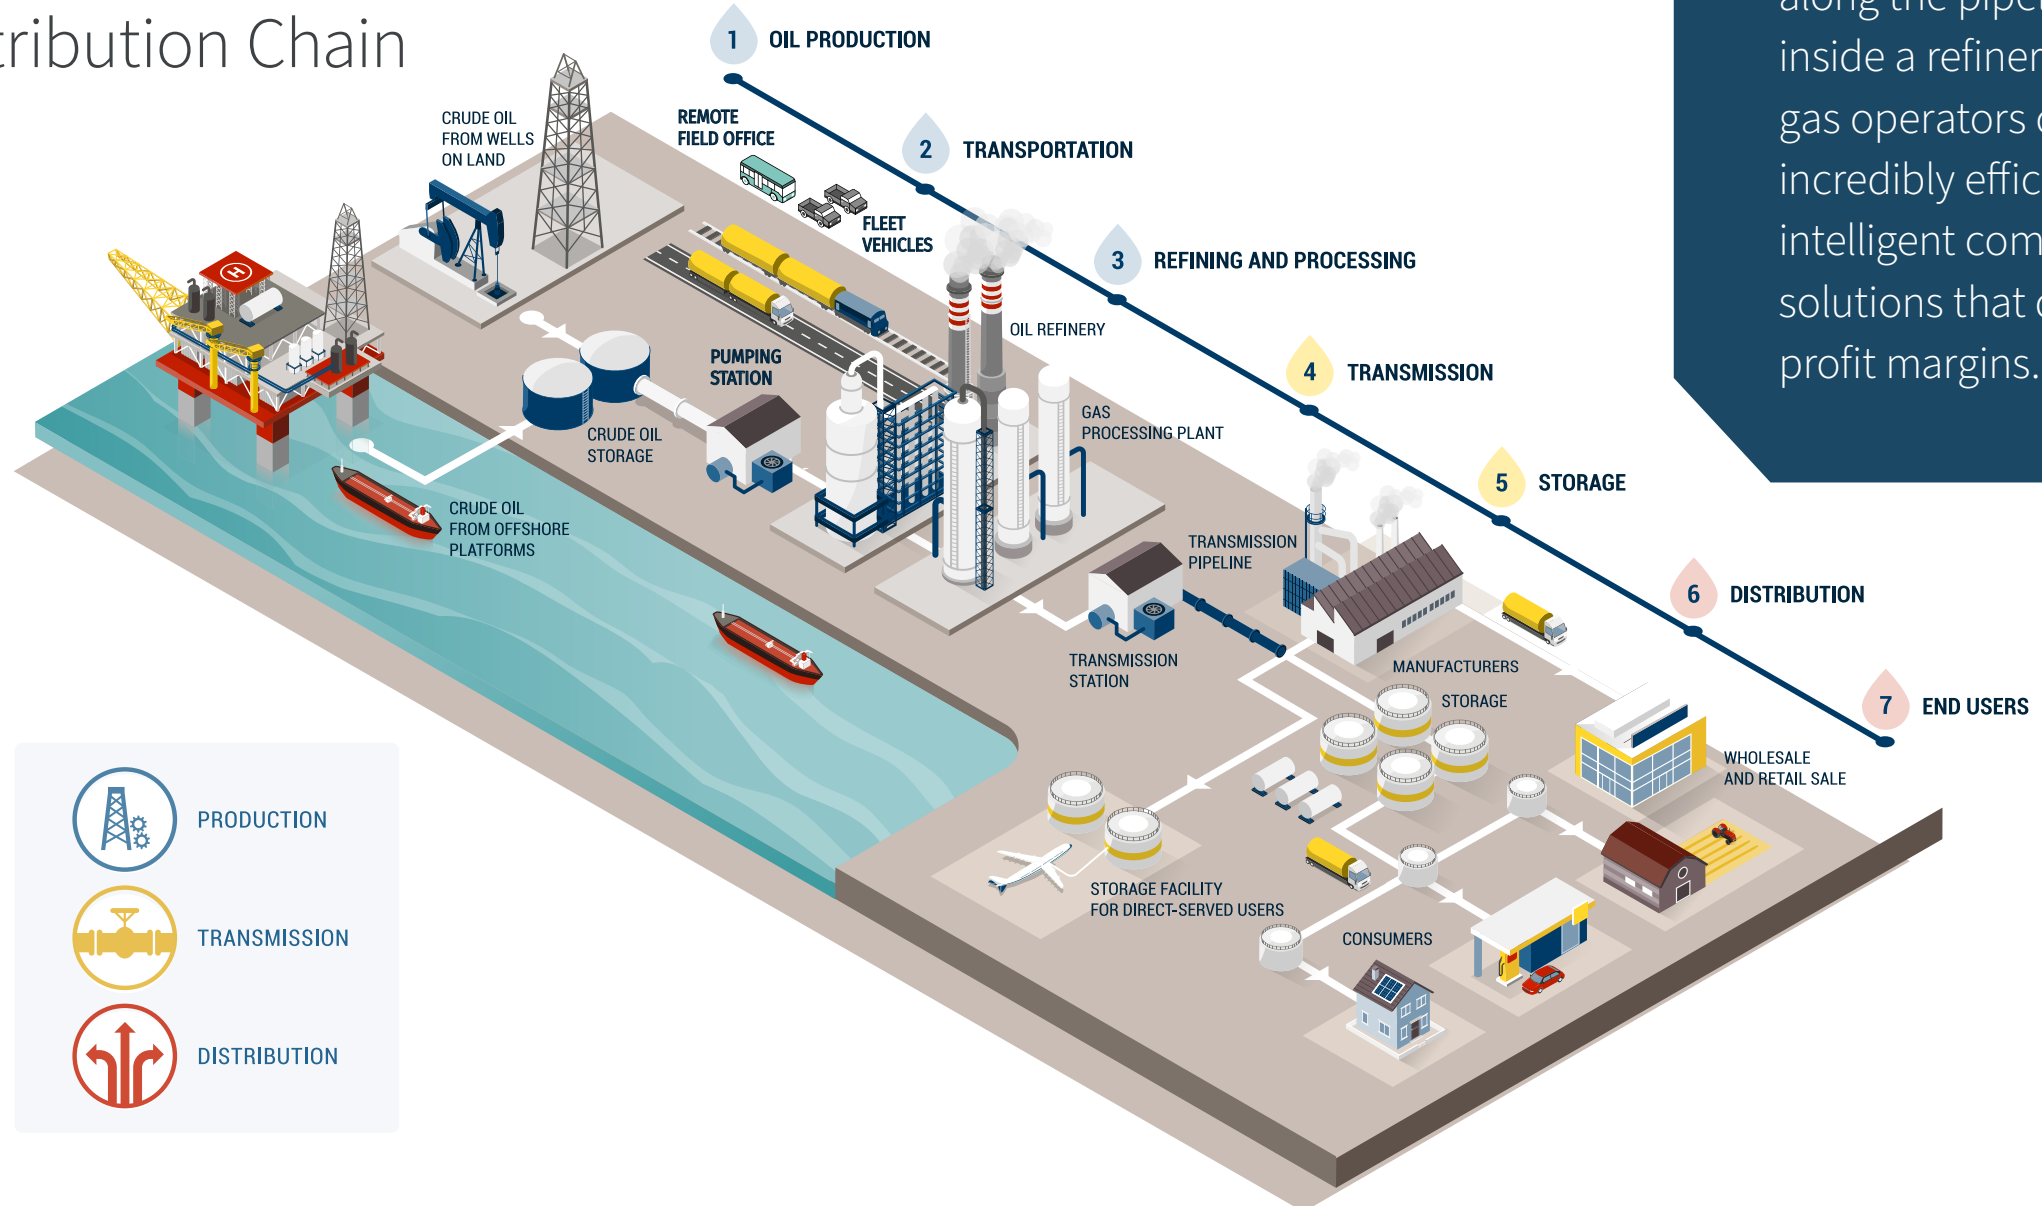 tribution Chain
along the pipel
inside a refiner
gas operators
incredibly effic
intelligent com
solutions that
profit margins.
1 OIL PRODUCTION
2 TRANSPORTATION
3 REFINING AND PROCESSING
4 TRANSMISSION
5 STORAGE
6 DISTRIBUTION
7 END USERS
CRUDE OIL
FROM WELLS
ON LAND
REMOTE
FIELD OFFICE
FLEET
VEHICLES
H
OIL REFINERY
PUMPING
STATION
CRUDE OIL
STORAGE
GAS
PROCESSING PLANT
CRUDE OIL
FROM OFFSHORE
PLATFORMS
TRANSMISSION
PIPELINE
TRANSMISSION
STATION
MANUFACTURERS
STORAGE
WHOLESALE
AND RETAIL SALE
STORAGE FACILITY
FOR DIRECT-SERVED USERS
CONSUMERS
PRODUCTION
TRANSMISSION
DISTRIBUTION